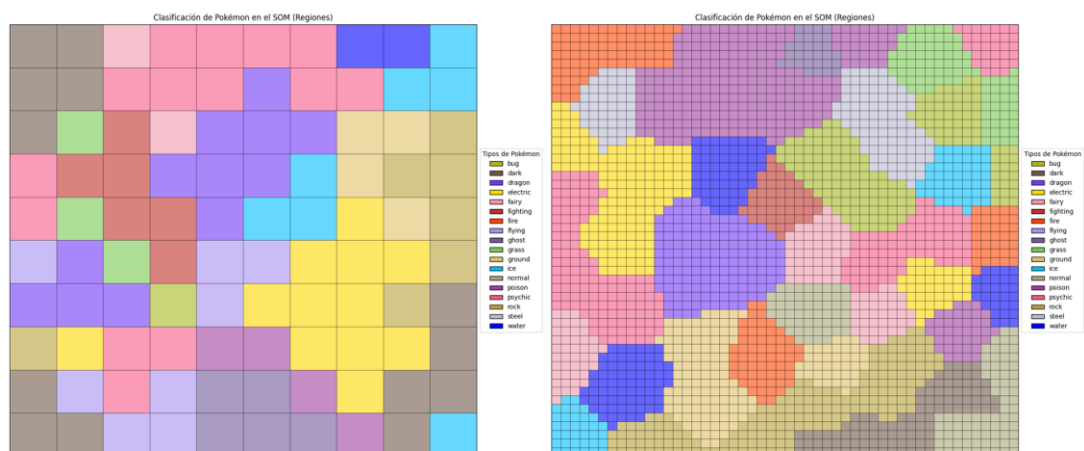 Clasificación de Pokémon en el SOM (Regiones)
Tipos de Pokémon
bug
dark
dragon
electric
fairy
fighting
fire
flying
ghost
grass
ground
ice
normal
poison
psychic
rock
steel
water
Clasificación de Pokémon en el SOM (Regiones)
Tipos de Pokémon
bug
dark
dragon
electric
fairy
fighting
fire
flying
ghost
grass
ground
ice
normal
poison
psychic
rock
steel
water